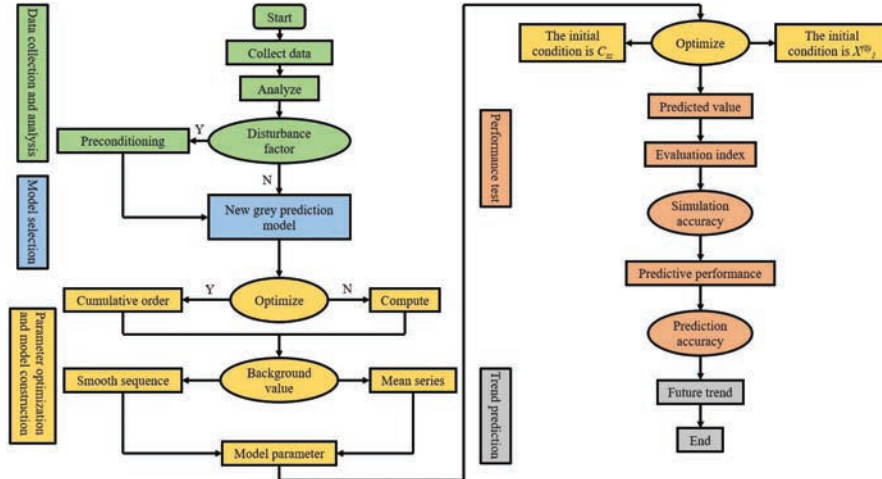 Data collection and analysis
Start
Collect data
Analyze
Disturbance
factor
Y
Preconditioning
N
Model selection
New grey prediction
model
Parameter optimization
and model construction
Optimize
Y
N
Cumulative order
Compute
Background
value
Smooth sequence
Mean series
Model parameter
The initial
condition is
Optimize
The initial
condition is
Performance test
Predicted value
Evaluation index
Simulation
accuracy
Predictive performance
Prediction
accuracy
Trend prediction
Future trend
End